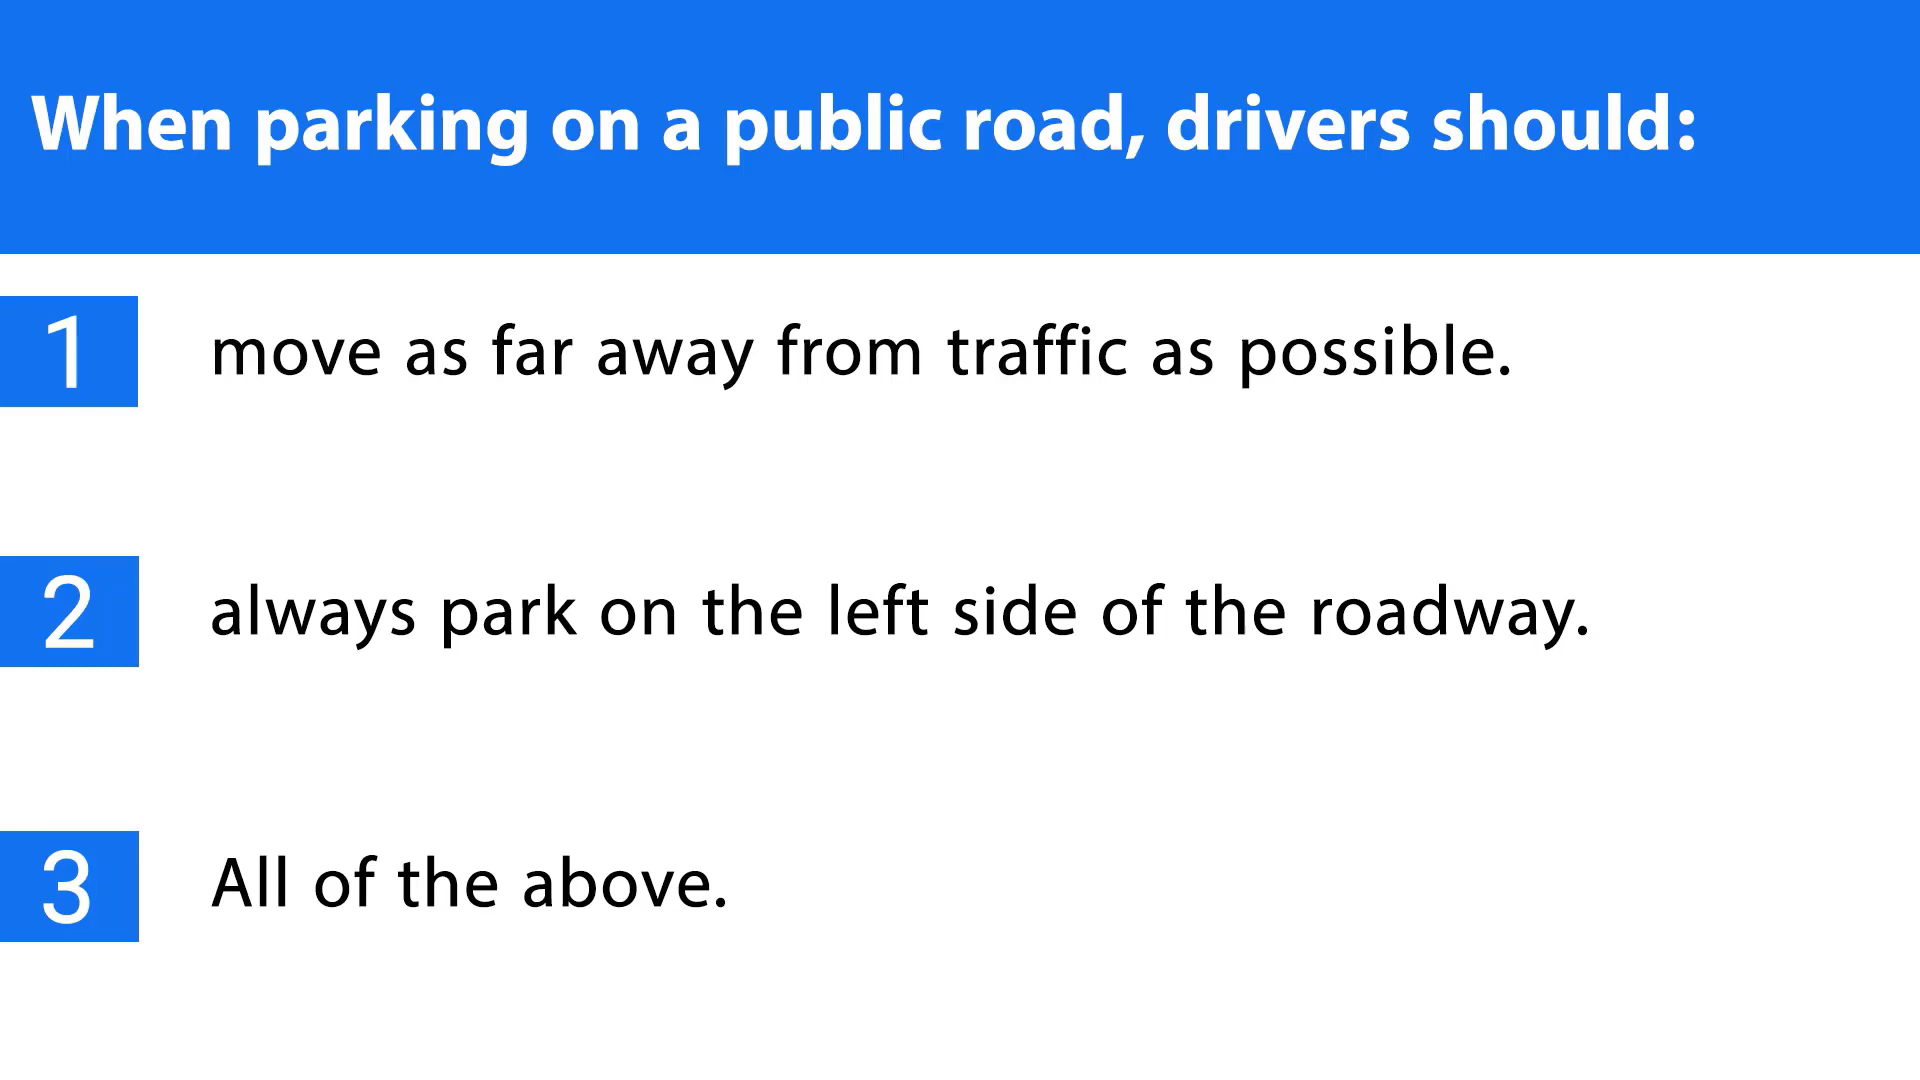 When parking on a public road, drivers should:
1 move as far away from traffic as possible.
2 always park on the left side of the roadway.
3 All of the above.